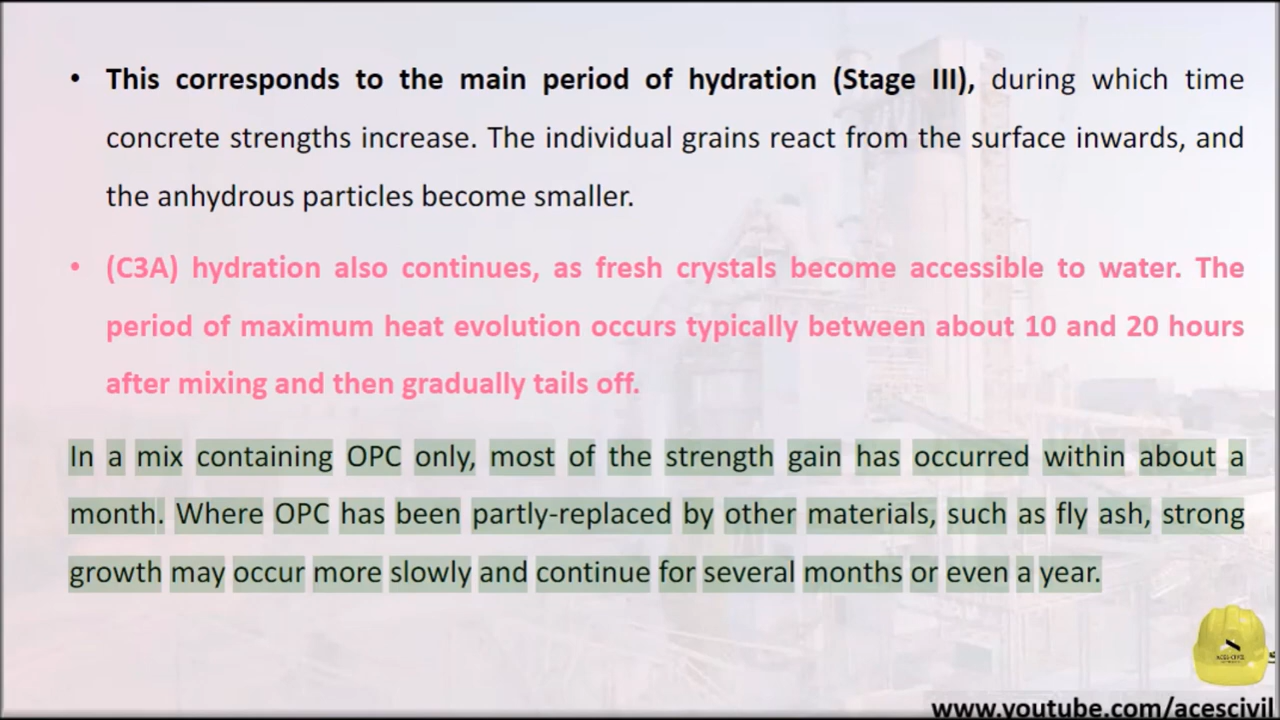 • This corresponds to the main period of hydration (Stage III), during which time
concrete strengths increase. The individual grains react from the surface inwards, and
the anhydrous particles become smaller.
• (C3A) hydration also continues, as fresh crystals become accessible to water. The
period of maximum heat evolution occurs typically between about 10 and 20 hours
after mixing and then gradually tails off.
In a mix containing OPC only, most of the strength gain has occurred within about a
month. Where OPC has been partly-replaced by other materials, such as fly ash, strong
growth may occur more slowly and continue for several months or even a year.
www.youtube.com/acescivil